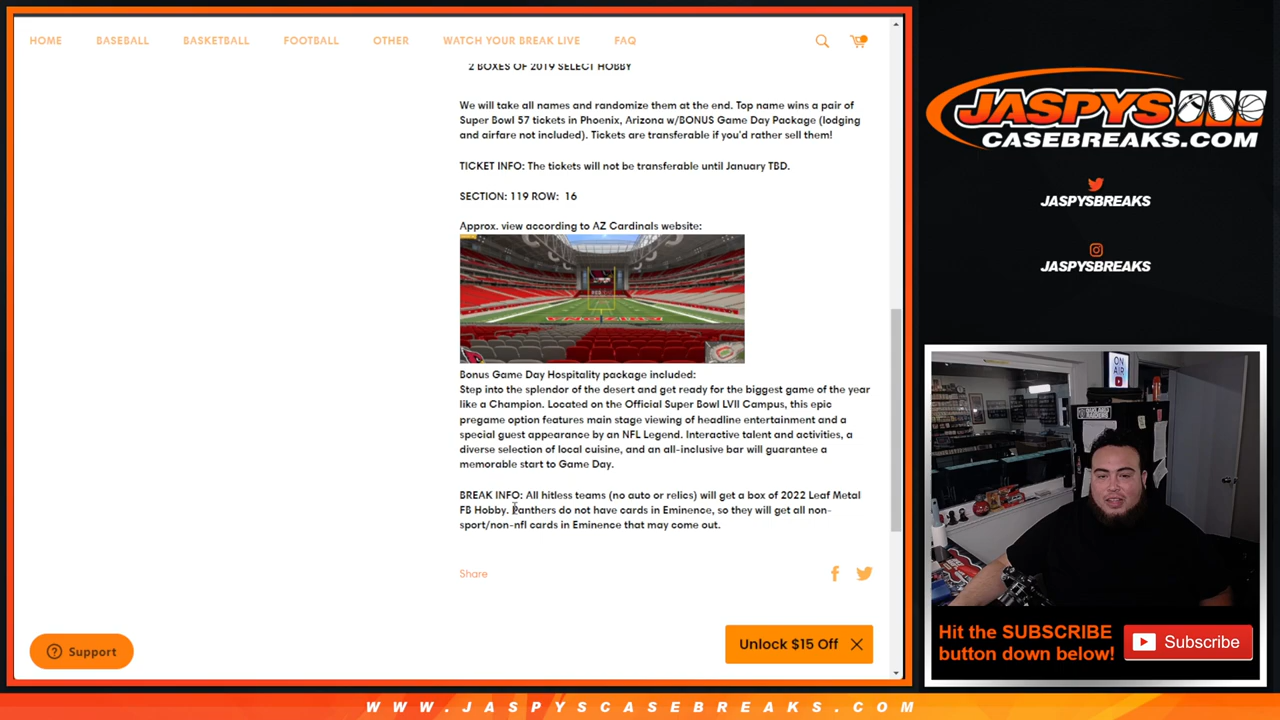 HOME BASEBALL BASKETBALL FOOTBALL OTHER WATCH YOUR BREAK LIVE FAQ
2 BOXES OF 2019 SELECT HOBBY
We will take all names and randomize them at the end. Top name wins a pair of
Super Bowl 57 tickets in Phoenix, Arizona w/BONUS Game Day Package (lodging
and airfare not included). Tickets are transferable if you'd rather sell them!
TICKET INFO: The tickets will not be transferable until January TBD.
SECTION: 119 ROW: 16
Approx. view according to AZ Cardinals website:
Bonus Game Day Hospitality package included:
Step into the splendor of the desert and get ready for the biggest game of the year
like a Champion. Located on the Official Super Bowl LVII Campus, this epic
pregame option features main stage viewing of headline entertainment and a
special guest appearance by an NFL Legend. Interactive talent and activities, a
diverse selection of local cuisine, and an all-inclusive bar will guarantee a
memorable start to Game Day.
BREAK INFO: All hitless teams (no auto or relics) will get a box of 2022 Leaf Metal
FB Hobby. Panthers do not have cards in Eminence, so they will get all non-
sport/non-nfl cards in Eminence that may come out.
Share
Support
Unlock $15 Off
JASPYS
CASEBREAKS.COM
JASPYSBREAKS
JASPYSBREAKS
ON
AIR
Hit the SUBSCRIBE
button down below!
Subscribe
WWW.JASPYSCASEBREAKS.COM